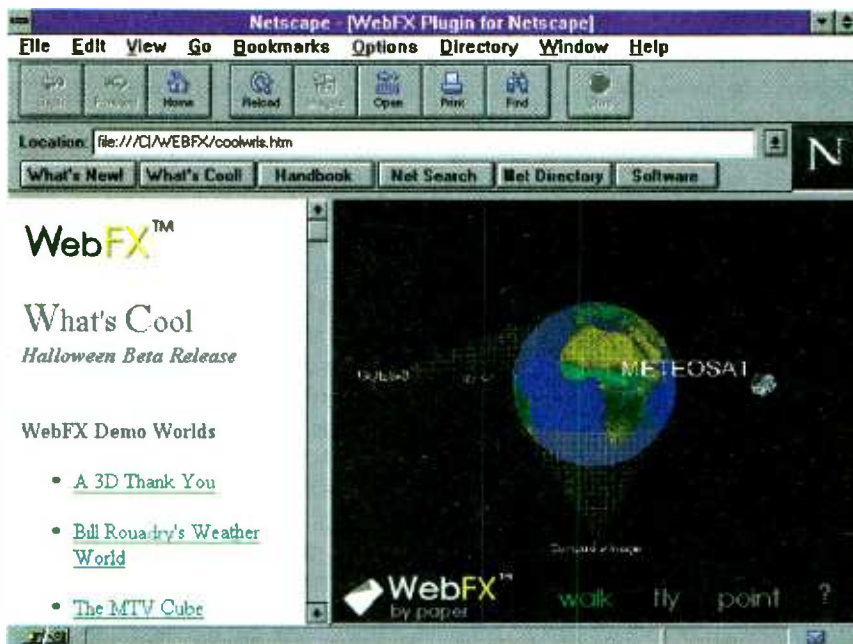 Netscape - [WebFX Plugin for Netscape]
File Edit View Go Bookmarks Options Directory Window Help
Home Reload Open Print Find
Location: file:///C|/WEBFX/coolwrls.htm
N
What's New! What's Cool! Handbook Net Search Net Directory Software
WebFX™
What's Cool
Halloween Beta Release
WebFX Demo Worlds
A 3D Thank You
Bill Rouadry's Weather
World
The MTV Cube
METEOSAT
WebFX™
by paper
walk fly point ?